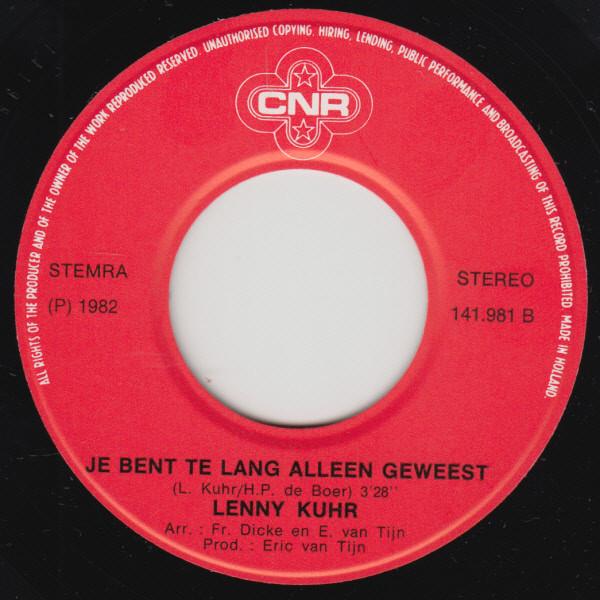 ALL RIGHTS OF THE PRODUCER AND OF THE OWNER OF THE WORK REPRODUCED RESERVED. UNAUTHORISED COPYING, HIRING, LENDING, PUBLIC PERFORMANCE AND BROADCASTING OF THIS RECORD PROHIBITED. MADE IN HOLLAND.
CNR
STEMRA
(P) 1982
STEREO
141.981 B
JE BENT TE LANG ALLEEN GEWEEST
(L. Kuhr/H.P. de Boer) 3'28''
LENNY KUHR
Arr. : Fr. Dicke en E. van Tijn
Prod. : Eric van Tijn